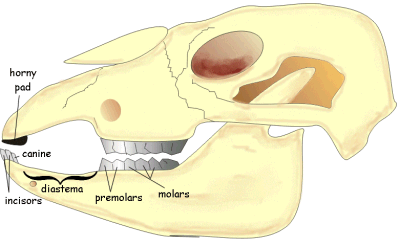 horny
pad
canine
incisors
diastema
premolars
molars